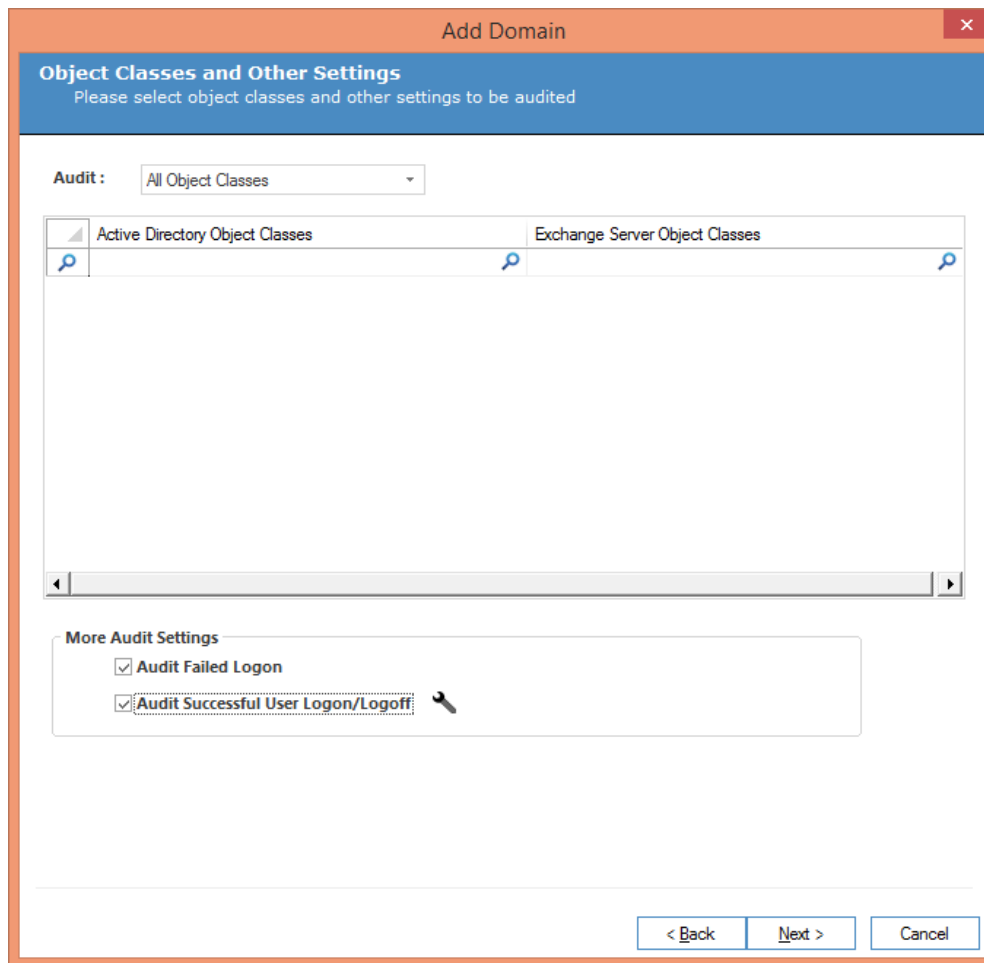 Add Domain
Object Classes and Other Settings
Please select object classes and other settings to be audited
Audit : All Object Classes
Active Directory Object Classes Exchange Server Object Classes
More Audit Settings
Audit Failed Logon
Audit Successful User Logon/Logoff
< Back Next > Cancel